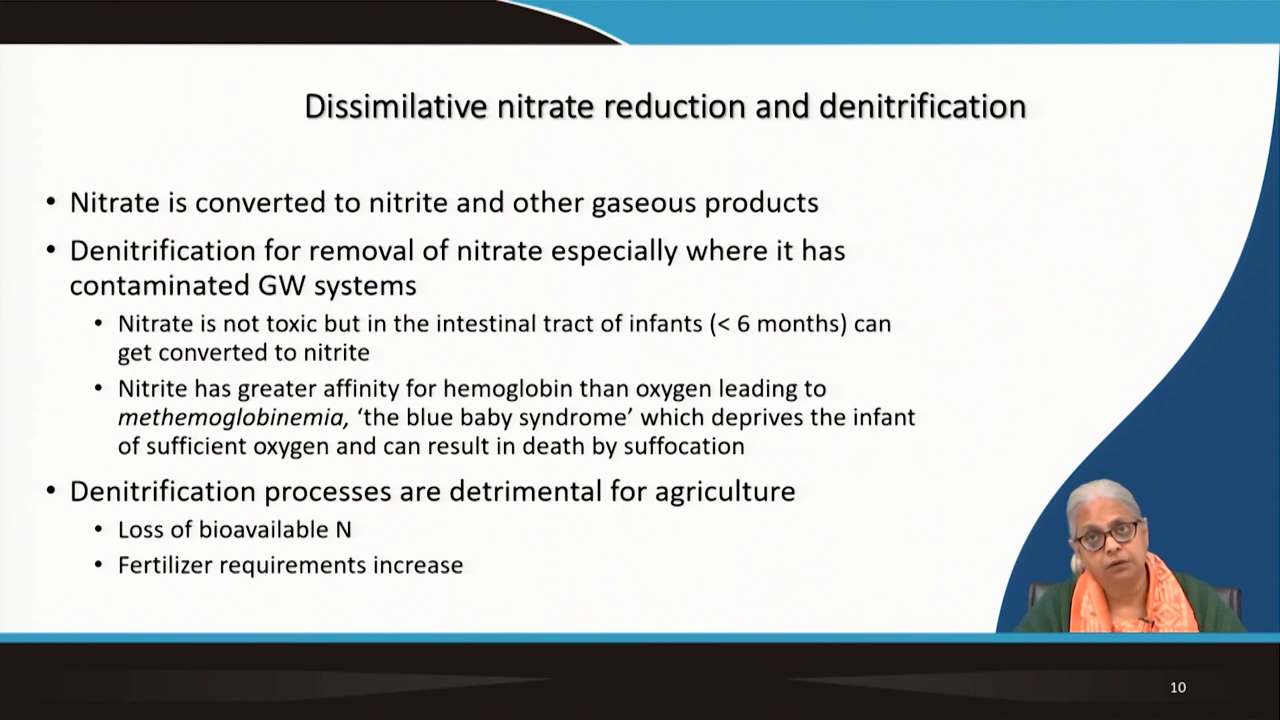 Dissimilative nitrate reduction and denitrification
• Nitrate is converted to nitrite and other gaseous products
• Denitrification for removal of nitrate especially where it has
contaminated GW systems
• Nitrate is not toxic but in the intestinal tract of infants (< 6 months) can
get converted to nitrite
• Nitrite has greater affinity for hemoglobin than oxygen leading to
methemoglobinemia, ‘the blue baby syndrome’ which deprives the infant
of sufficient oxygen and can result in death by suffocation
• Denitrification processes are detrimental for agriculture
• Loss of bioavailable N
• Fertilizer requirements increase
10